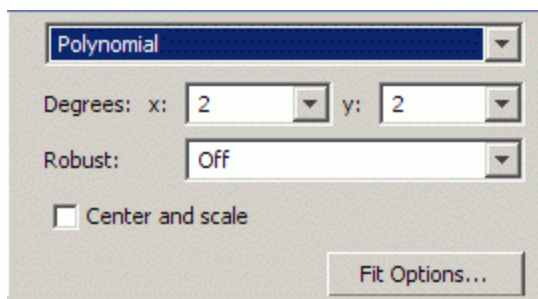 Polynomial
Degrees: x: 2 y: 2
Robust: Off
Center and scale
Fit Options...